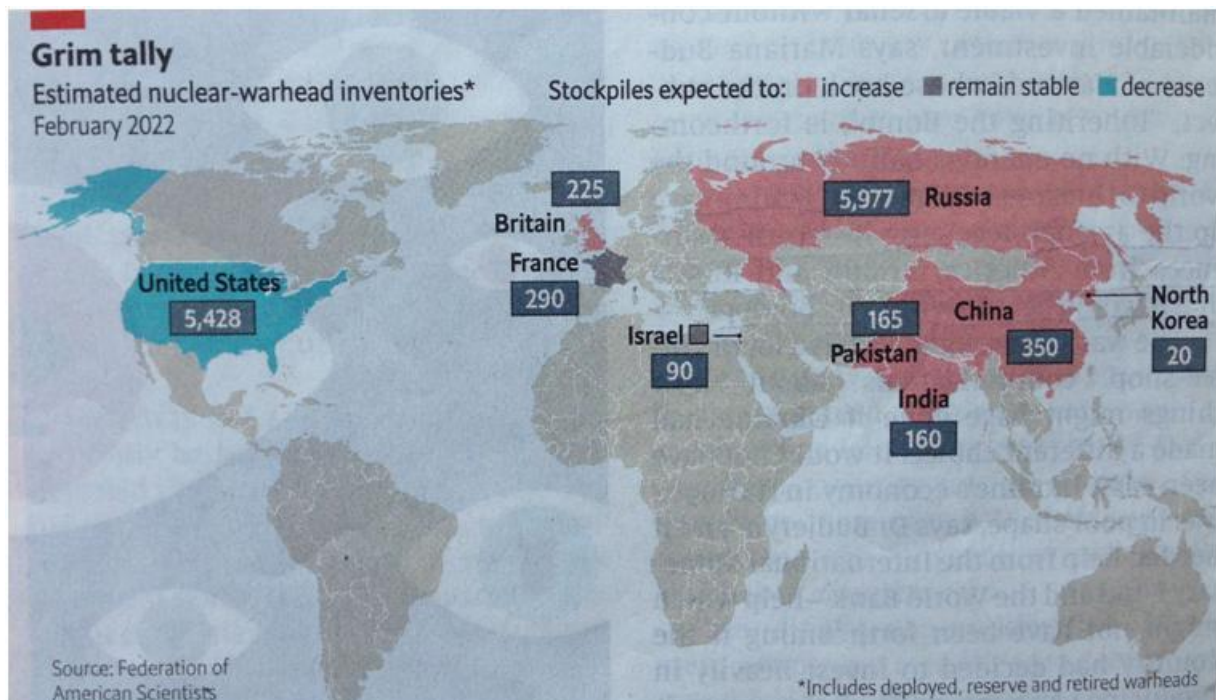 Grim tally
Estimated nuclear-warhead inventories*
February 2022
Stockpiles expected to: increase remain stable decrease
225
Britain
France
290
5,977 Russia
United States
5,428
Israel
90
165
Pakistan
China
350
North
Korea
20
India
160
Source: Federation of
American Scientists
*Includes deployed, reserve and retired warheads